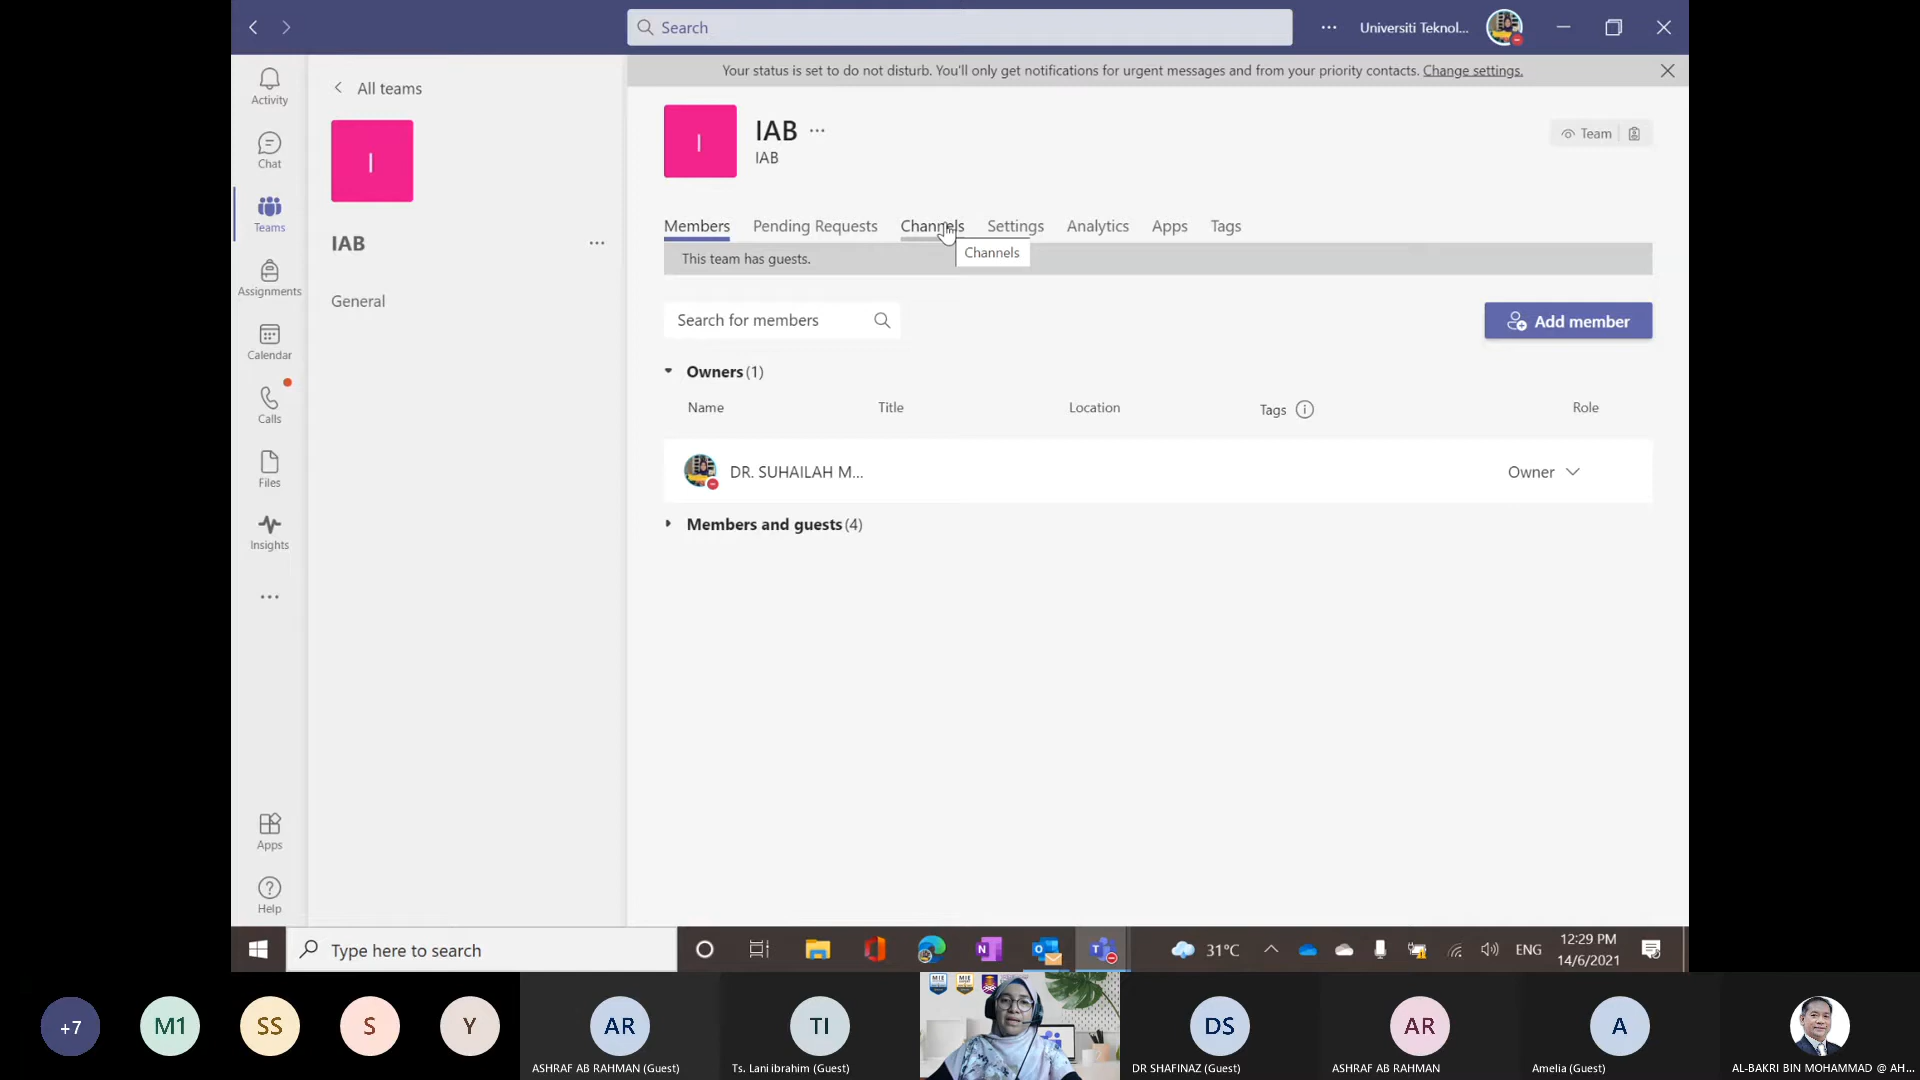 Search
Universiti Teknol...
Your status is set to do not disturb. You'll only get notifications for urgent messages and from your priority contacts. Change settings.
Activity
Chat
Teams
Assignments
Calendar
Calls
Files
Insights
Apps
Help
All teams
I
IAB
General
I
IAB
IAB
Team
Members
Pending Requests
Channels
Settings
Analytics
Apps
Tags
Channels
This team has guests.
Search for members
Add member
Owners (1)
Name
Title
Location
Tags
Role
DR. SUHAILAH M...
Owner
Members and guests (4)
Type here to search
31°C
ENG
12:29 PM
14/6/2021
+7
M1
SS
S
Y
AR
ASHRAF AB RAHMAN (Guest)
TI
Ts. Lani ibrahim (Guest)
DS
DR SHAFINAZ (Guest)
AR
ASHRAF AB RAHMAN
A
Amelia (Guest)
AL-BAKRI BIN MOHAMMAD @ AH...